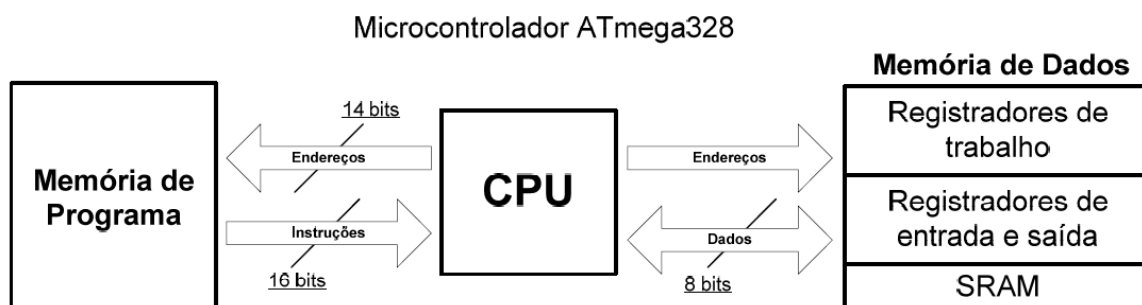 Microcontrolador ATmega328
Memória de
Programa
14 bits
Endereços
Instruções
16 bits
CPU
Endereços
Dados
8 bits
Memória de Dados
Registradores de
trabalho
Registradores de
entrada e saída
SRAM